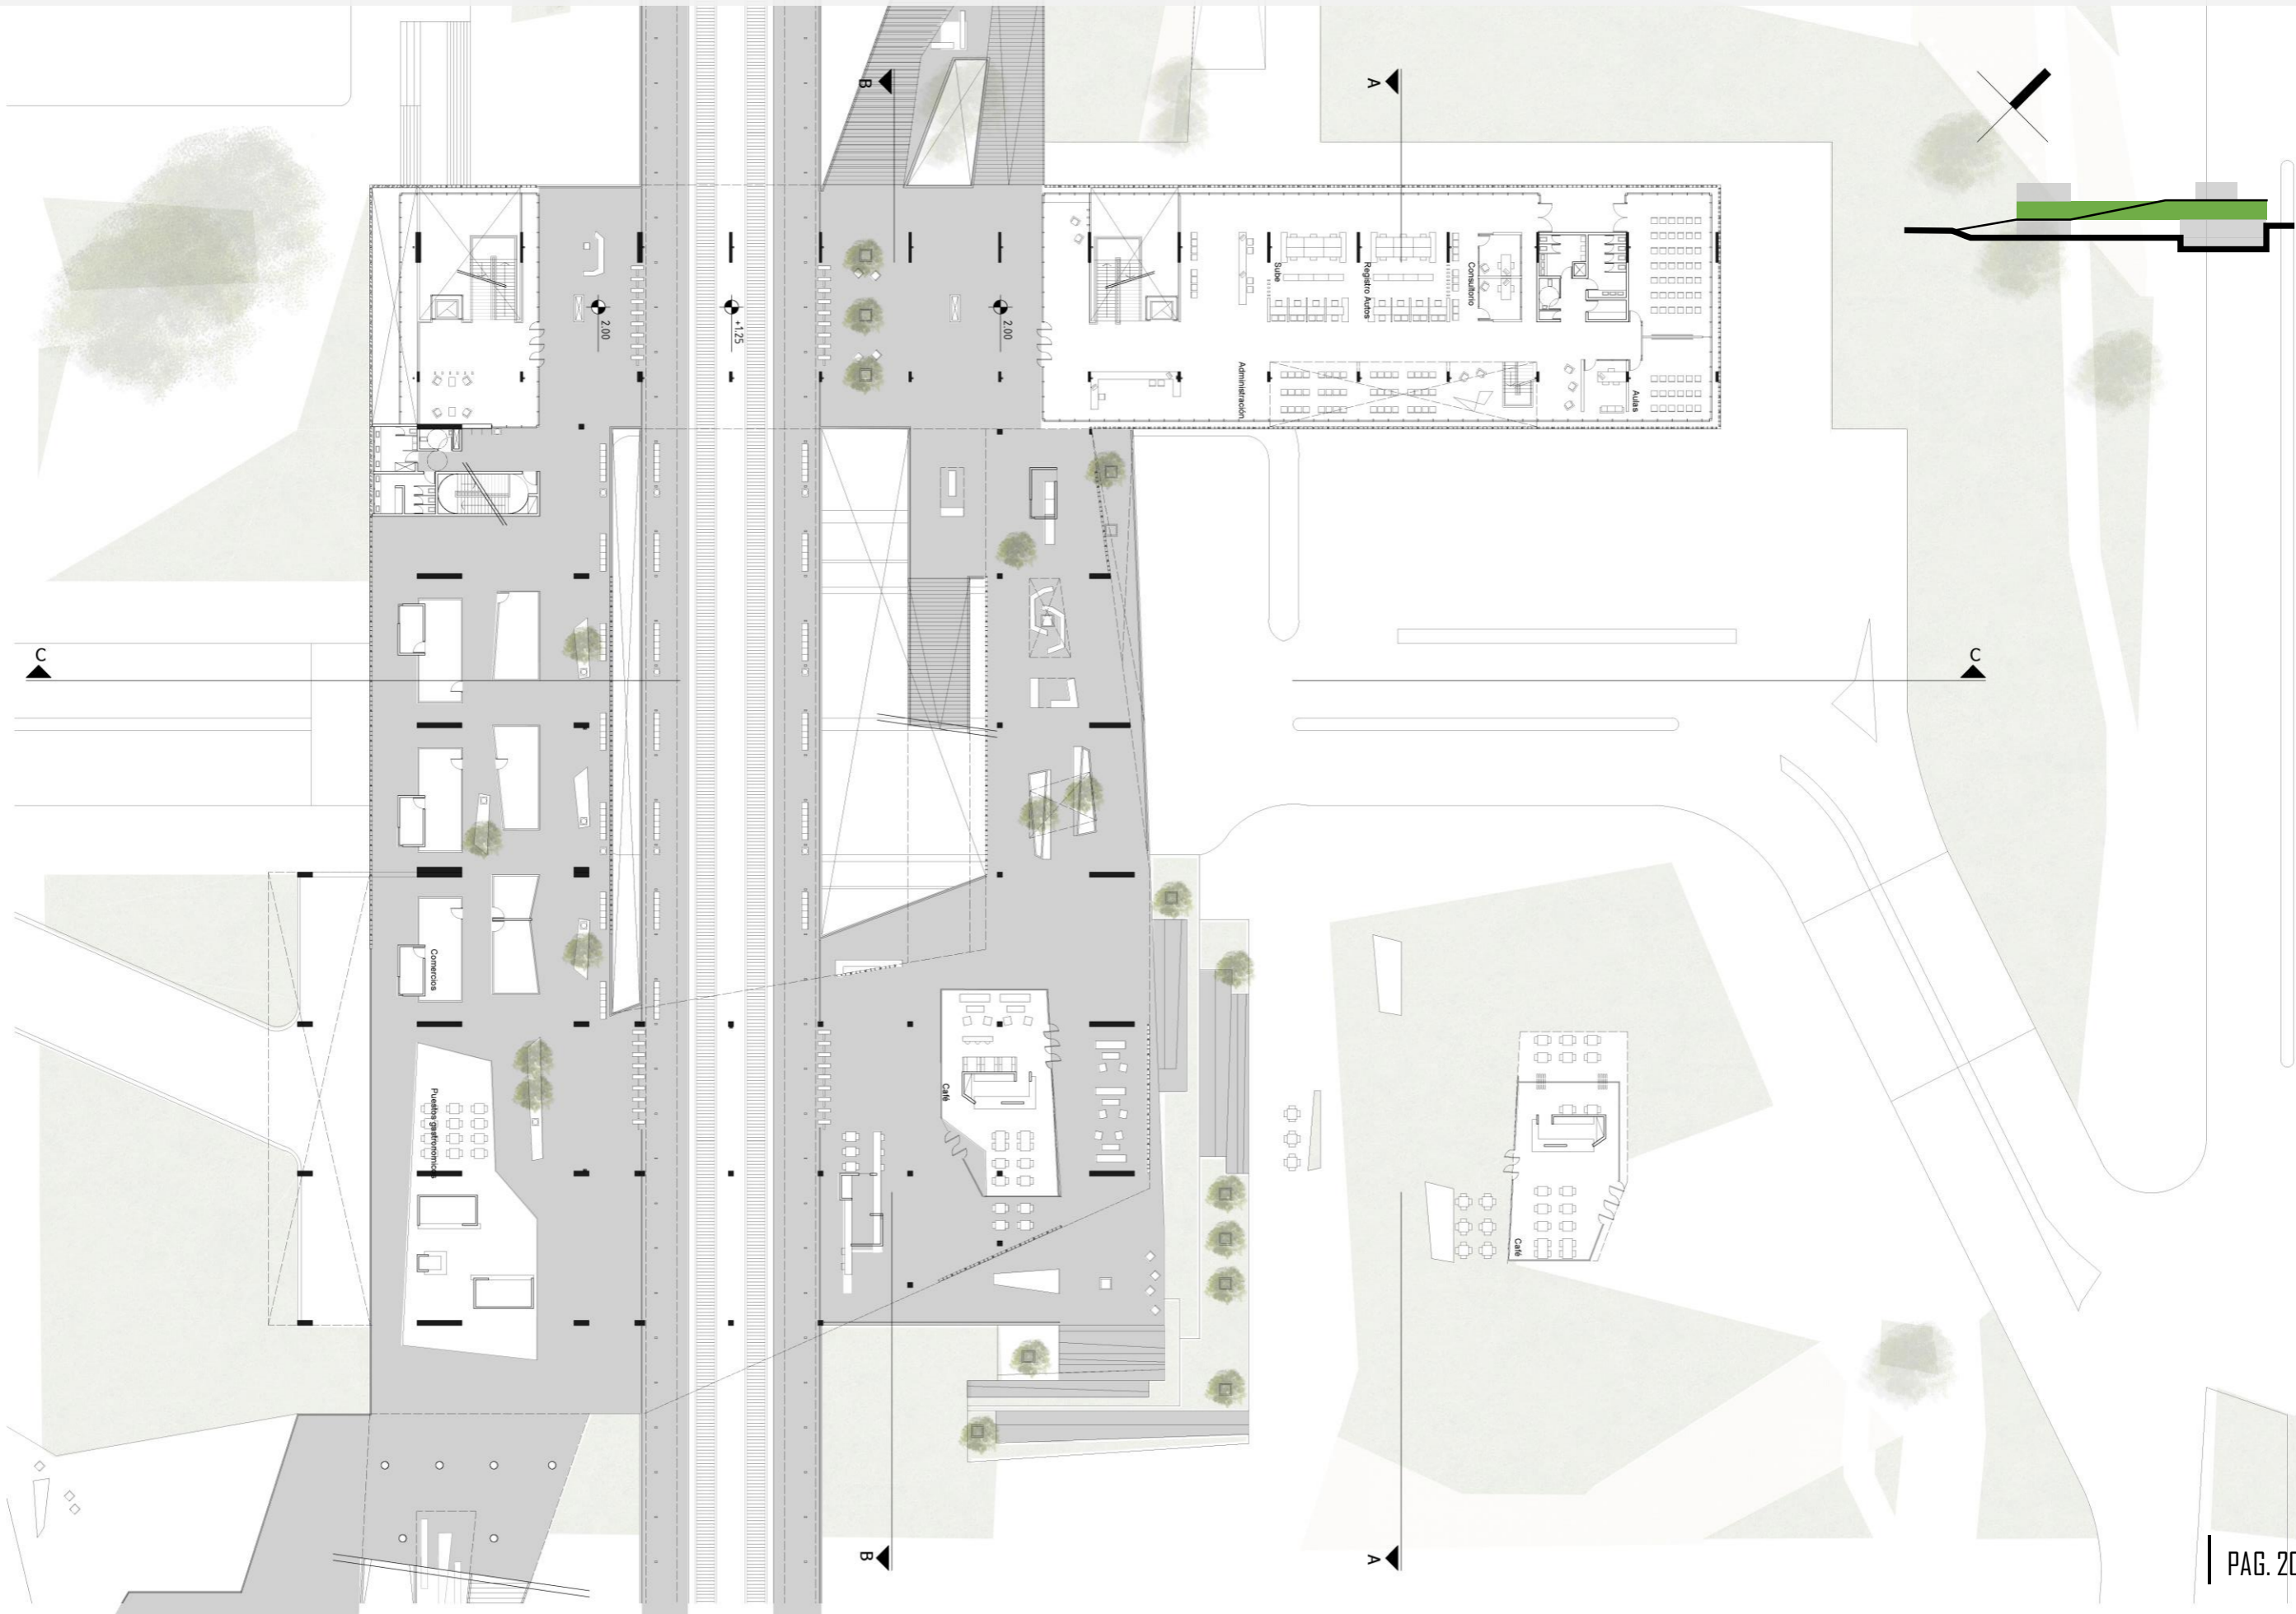 B
A
Sube
Registro Autos
Consultorio
2.00
+1.25
2.00
Administración
Aulas
C
C
Comercios
Café
Puestos gastronómicos
Café
B
A
PAG. 20